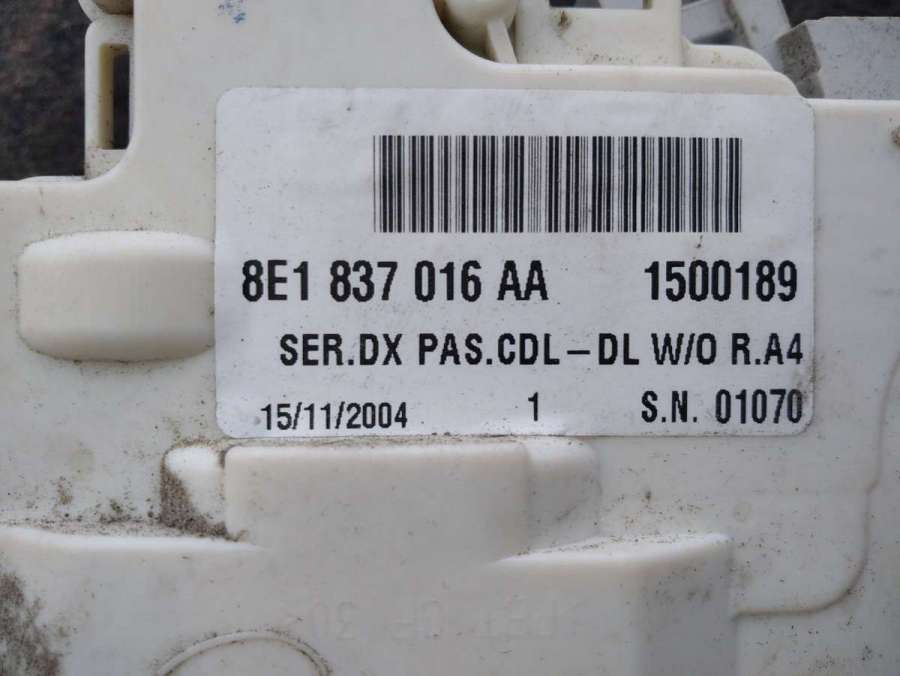 8E1 837 016 AA 1500189
SER.DX PAS.CDL-DL W/O R.A4
15/11/2004 1 S.N. 01070